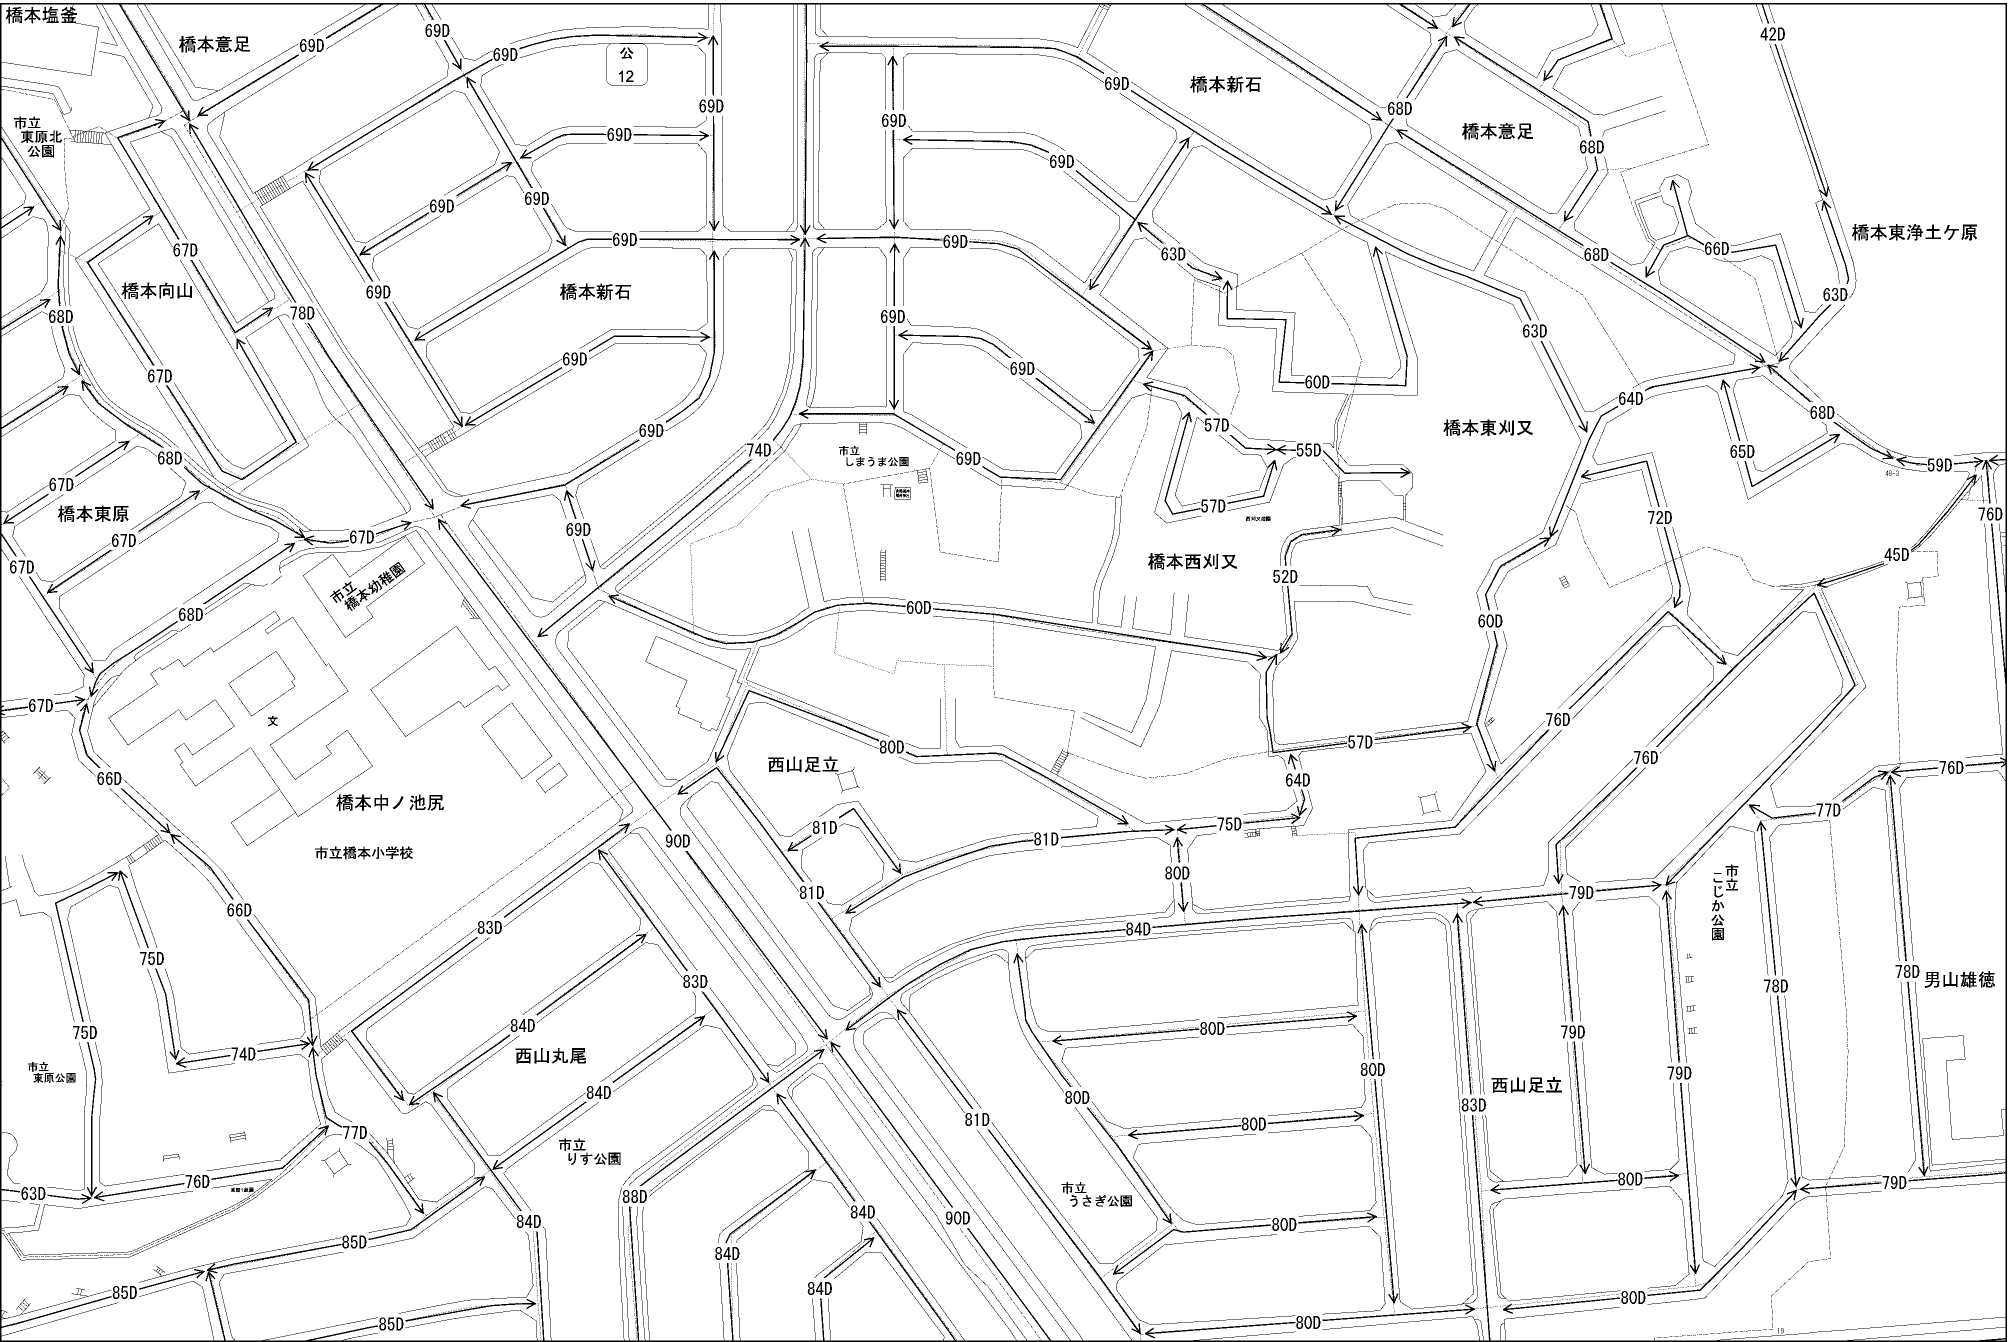 橋本塩釜
橋本意足
69D
69D
69D
公
12
42D
69D
橋本新石
69D
68D
市立
東原北
公園
69D
69D
69D
橋本意足
68D
69D
69D
69D
69D
69D
67D
63D
68D
66D
橋本東浄土ケ原
橋本向山
69D
橋本新石
63D
68D
78D
69D
63D
69D
69D
67D
60D
64D
68D
69D
57D
橋本東刈又
74D
市立
しまうま公園
69D
55D
65D
68D
59D
67D
57D
橋本東原
72D
76D
69D
67D
67D
45D
橋本西刈又
67D
52D
市立
橋本幼稚園
68D
60D
60D
67D
文
76D
57D
80D
西山足立
66D
64D
76D
76D
橋本中ノ池尻
77D
75D
81D
81D
90D
市立橋本小学校
80D
市立
こじか公園
81D
79D
66D
83D
84D
75D
78D
男山雄徳
83D
78D
84D
80D
75D
79D
74D
西山丸尾
80D
市立
東原公園
79D
西山足立
84D
80D
83D
81D
80D
77D
市立
りす公園
76D
63D
80D
79D
市立
うさぎ公園
88D
84D
84D
90D
80D
85D
84D
84D
85D
80D
80D
85D
19